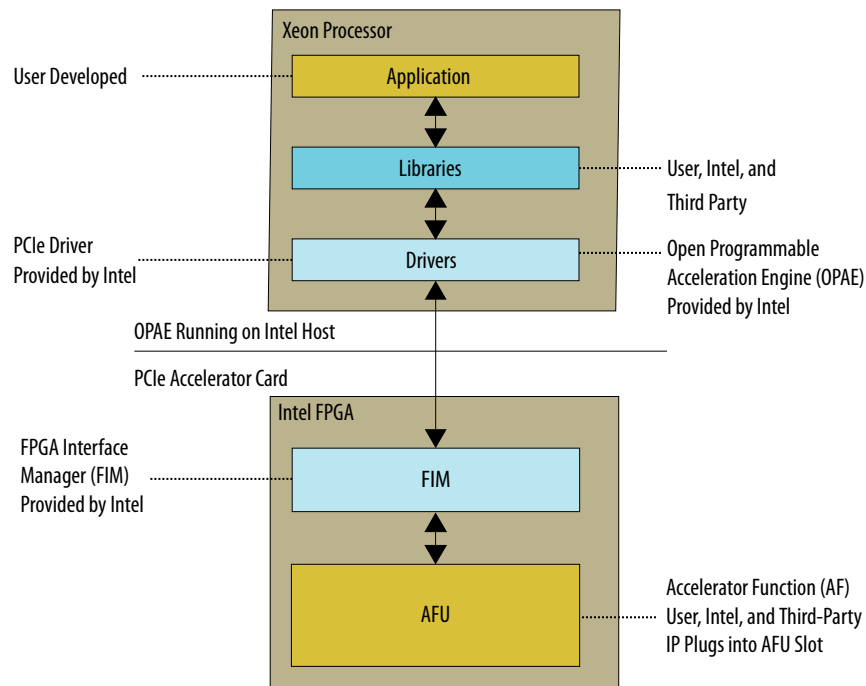 Xeon Processor
User Developed
Application
Libraries
User, Intel, and
Third Party
PCIe Driver
Provided by Intel
Drivers
Open Programmable
Acceleration Engine (OPAE)
Provided by Intel
OPAE Running on Intel Host
PCIe Accelerator Card
Intel FPGA
FPGA Interface
Manager (FIM)
Provided by Intel
FIM
AFU
Accelerator Function (AF)
User, Intel, and Third-Party
IP Plugs into AFU Slot